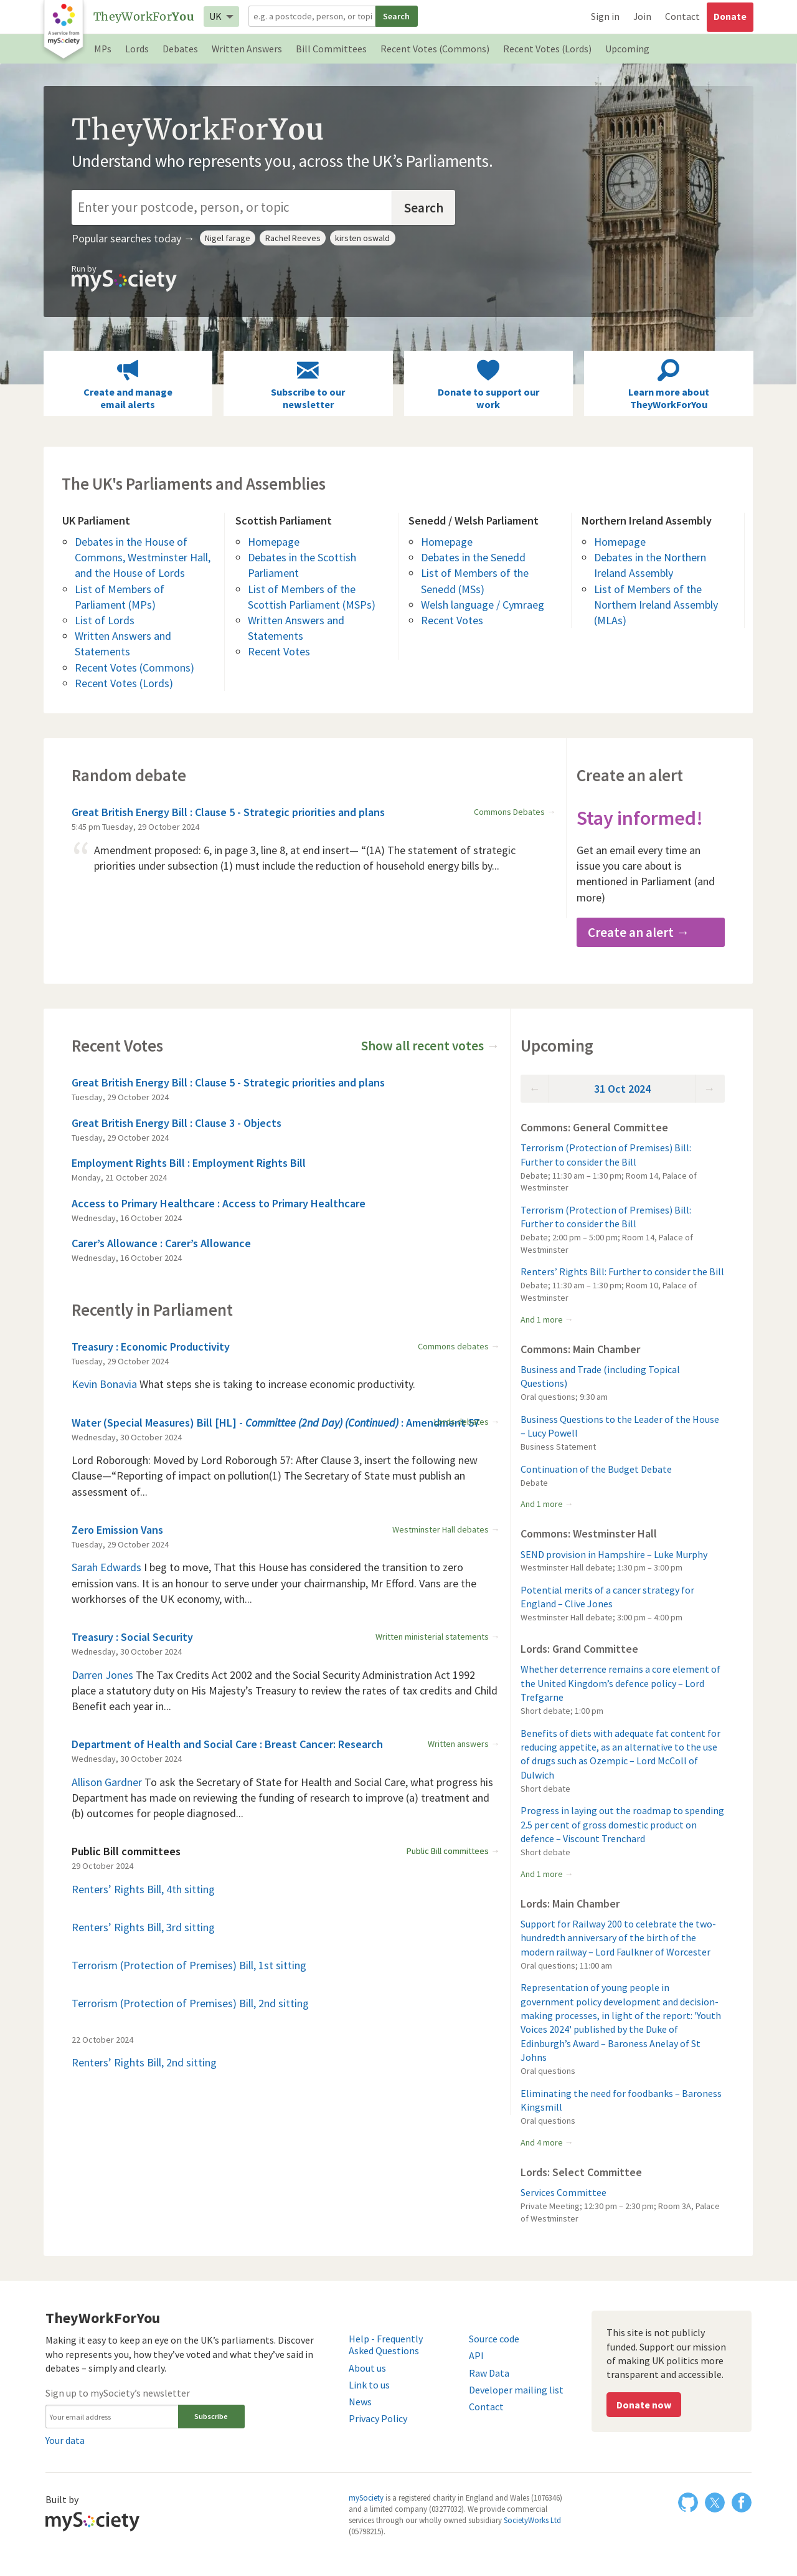 A service from
mySociety
TheyWorkForYou
UK
e.g. a postcode, person, or topi
Search
Sign in
Join
Contact
Donate
MPs
Lords
Debates
Written Answers
Bill Committees
Recent Votes (Commons)
Recent Votes (Lords)
Upcoming
TheyWorkForYou
Understand who represents you, across the UK’s Parliaments.
Enter your postcode, person, or topic
Search
Popular searches today →
Nigel farage
Rachel Reeves
kirsten oswald
Run by
mySociety
Create and manage
email alerts
Subscribe to our
newsletter
Donate to support our
work
Learn more about
TheyWorkForYou
The UK's Parliaments and Assemblies
UK Parliament
Debates in the House of
Commons, Westminster Hall,
and the House of Lords
List of Members of
Parliament (MPs)
List of Lords
Written Answers and
Statements
Recent Votes (Commons)
Recent Votes (Lords)
Scottish Parliament
Homepage
Debates in the Scottish
Parliament
List of Members of the
Scottish Parliament (MSPs)
Written Answers and
Statements
Recent Votes
Senedd / Welsh Parliament
Homepage
Debates in the Senedd
List of Members of the
Senedd (MSs)
Welsh language / Cymraeg
Recent Votes
Northern Ireland Assembly
Homepage
Debates in the Northern
Ireland Assembly
List of Members of the
Northern Ireland Assembly
(MLAs)
Random debate
Great British Energy Bill : Clause 5 - Strategic priorities and plans
Commons Debates →
5:45 pm Tuesday, 29 October 2024
“ Amendment proposed: 6, in page 3, line 8, at end insert— “(1A) The statement of strategic
priorities under subsection (1) must include the reduction of household energy bills by...
Create an alert
Stay informed!
Get an email every time an
issue you care about is
mentioned in Parliament (and
more)
Create an alert →
Recent Votes
Show all recent votes →
Great British Energy Bill : Clause 5 - Strategic priorities and plans
Tuesday, 29 October 2024
Great British Energy Bill : Clause 3 - Objects
Tuesday, 29 October 2024
Employment Rights Bill : Employment Rights Bill
Monday, 21 October 2024
Access to Primary Healthcare : Access to Primary Healthcare
Wednesday, 16 October 2024
Carer’s Allowance : Carer’s Allowance
Wednesday, 16 October 2024
Recently in Parliament
Treasury : Economic Productivity
Commons debates →
Tuesday, 29 October 2024
Kevin Bonavia What steps she is taking to increase economic productivity.
Water (Special Measures) Bill [HL] - Committee (2nd Day) (Continued) : Amendment 57
→
Wednesday, 30 October 2024
Lord Roborough: Moved by Lord Roborough 57: After Clause 3, insert the following new
Clause—“Reporting of impact on pollution(1) The Secretary of State must publish an
assessment of...
Zero Emission Vans
Westminster Hall debates →
Tuesday, 29 October 2024
Sarah Edwards I beg to move, That this House has considered the transition to zero
emission vans. It is an honour to serve under your chairmanship, Mr Efford. Vans are the
workhorses of the UK economy, with...
Treasury : Social Security
Written ministerial statements →
Wednesday, 30 October 2024
Darren Jones The Tax Credits Act 2002 and the Social Security Administration Act 1992
place a statutory duty on His Majesty’s Treasury to review the rates of tax credits and Child
Benefit each year in...
Department of Health and Social Care : Breast Cancer: Research
Written answers →
Wednesday, 30 October 2024
Allison Gardner To ask the Secretary of State for Health and Social Care, what progress his
Department has made on reviewing the funding of research to improve (a) treatment and
(b) outcomes for people diagnosed...
Public Bill committees
Public Bill committees →
29 October 2024
Renters’ Rights Bill, 4th sitting
Renters’ Rights Bill, 3rd sitting
Terrorism (Protection of Premises) Bill, 1st sitting
Terrorism (Protection of Premises) Bill, 2nd sitting
22 October 2024
Renters’ Rights Bill, 2nd sitting
Upcoming
← 31 Oct 2024 →
Commons: General Committee
Terrorism (Protection of Premises) Bill:
Further to consider the Bill
Debate; 11:30 am – 1:30 pm; Room 14, Palace of
Westminster
Terrorism (Protection of Premises) Bill:
Further to consider the Bill
Debate; 2:00 pm – 5:00 pm; Room 14, Palace of
Westminster
Renters’ Rights Bill: Further to consider the Bill
Debate; 11:30 am – 1:30 pm; Room 10, Palace of
Westminster
And 1 more →
Commons: Main Chamber
Business and Trade (including Topical
Questions)
Oral questions; 9:30 am
Business Questions to the Leader of the House
– Lucy Powell
Business Statement
Continuation of the Budget Debate
Debate
And 1 more →
Commons: Westminster Hall
SEND provision in Hampshire – Luke Murphy
Westminster Hall debate; 1:30 pm – 3:00 pm
Potential merits of a cancer strategy for
England – Clive Jones
Westminster Hall debate; 3:00 pm – 4:00 pm
Lords: Grand Committee
Whether deterrence remains a core element of
the United Kingdom’s defence policy – Lord
Trefgarne
Short debate; 1:00 pm
Benefits of diets with adequate fat content for
reducing appetite, as an alternative to the use
of drugs such as Ozempic – Lord McColl of
Dulwich
Short debate
Progress in laying out the roadmap to spending
2.5 per cent of gross domestic product on
defence – Viscount Trenchard
Short debate
And 1 more →
Lords: Main Chamber
Support for Railway 200 to celebrate the two-
hundredth anniversary of the birth of the
modern railway – Lord Faulkner of Worcester
Oral questions; 11:00 am
Representation of young people in
government policy development and decision-
making processes, in light of the report: 'Youth
Voices 2024' published by the Duke of
Edinburgh’s Award – Baroness Anelay of St
Johns
Oral questions
Eliminating the need for foodbanks – Baroness
Kingsmill
Oral questions
And 4 more →
Lords: Select Committee
Services Committee
Private Meeting; 12:30 pm – 2:30 pm; Room 3A, Palace
of Westminster
TheyWorkForYou
Making it easy to keep an eye on the UK’s parliaments. Discover
who represents you, how they’ve voted and what they’ve said in
debates – simply and clearly.
Sign up to mySociety’s newsletter
Your email address
Subscribe
Your data
Help - Frequently
Asked Questions
About us
Link to us
News
Privacy Policy
Source code
API
Raw Data
Developer mailing list
Contact
This site is not publicly
funded. Support our mission
of making UK politics more
transparent and accessible.
Donate now
Built by
mySociety
mySociety is a registered charity in England and Wales (1076346)
and a limited company (03277032). We provide commercial
services through our wholly owned subsidiary SocietyWorks Ltd
(05798215).